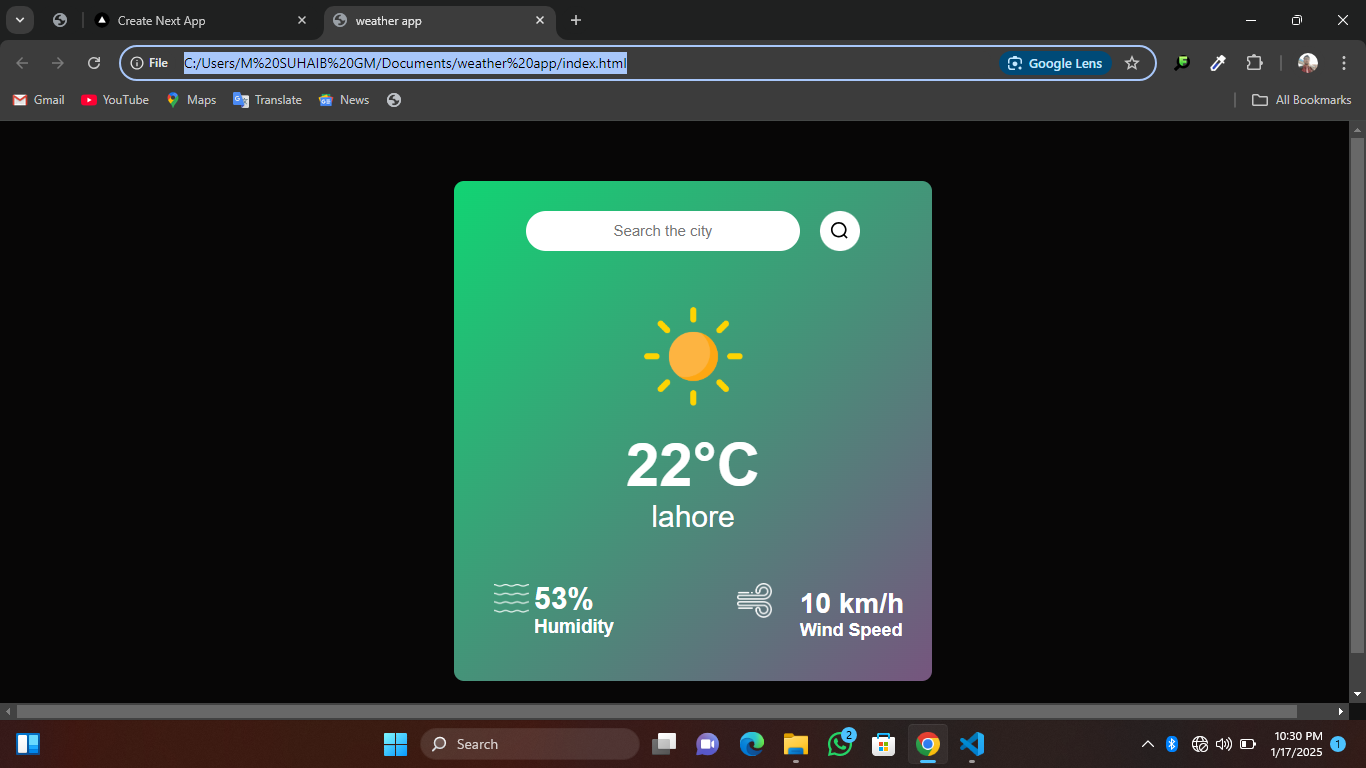 Create Next App
weather app
File
C:/Users/M%20SUHAIB%20GM/Documents/weather%20app/index.html
Google Lens
Gmail
YouTube
Maps
Translate
News
All Bookmarks
Search the city
22°C
lahore
53%
Humidity
10 km/h
Wind Speed
Search
2
10:30 PM
1/17/2025
1